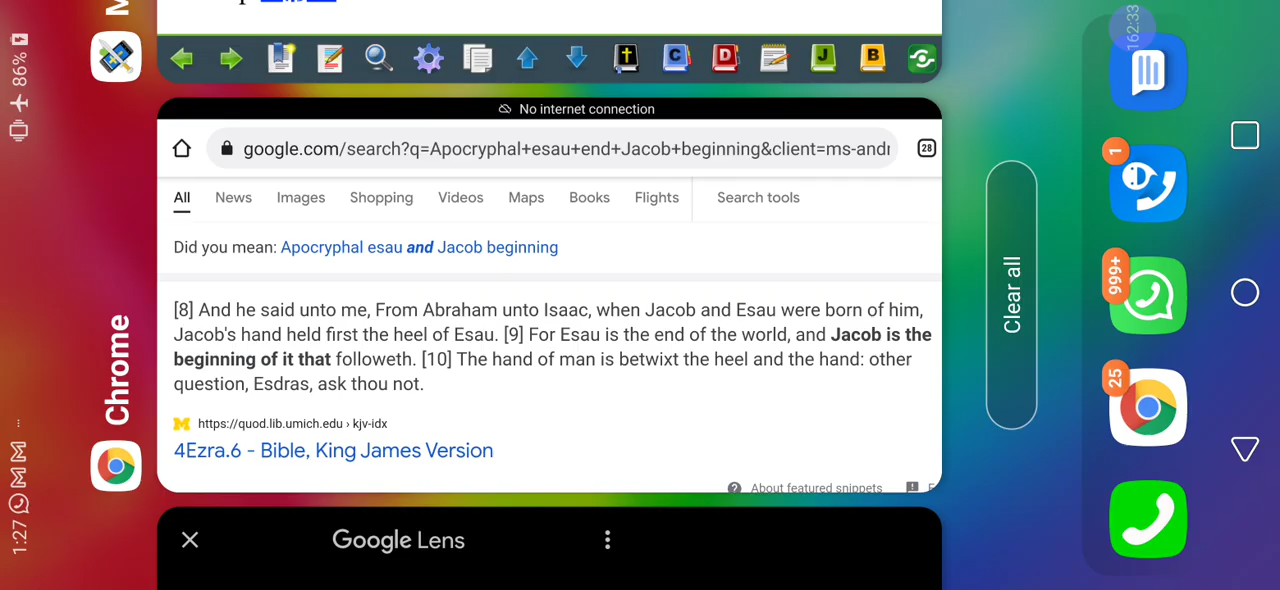 M
No internet connection
google.com/search?q=Apocryphal+esau+end+Jacob+beginning&client=ms-andr
28
All News Images Shopping Videos Maps Books Flights Search tools
Did you mean: Apocryphal esau and Jacob beginning
[8] And he said unto me, From Abraham unto Isaac, when Jacob and Esau were born of him,
Jacob's hand held first the heel of Esau. [9] For Esau is the end of the world, and Jacob is the
beginning of it that followeth. [10] The hand of man is betwixt the heel and the hand: other
question, Esdras, ask thou not.
https://quod.lib.umich.edu › kjv-idx
4Ezra.6 - Bible, King James Version
About featured snippets
Google Lens
Chrome
Clear all
1:27
86%
162:33
1
999+
25
C
D
J
B